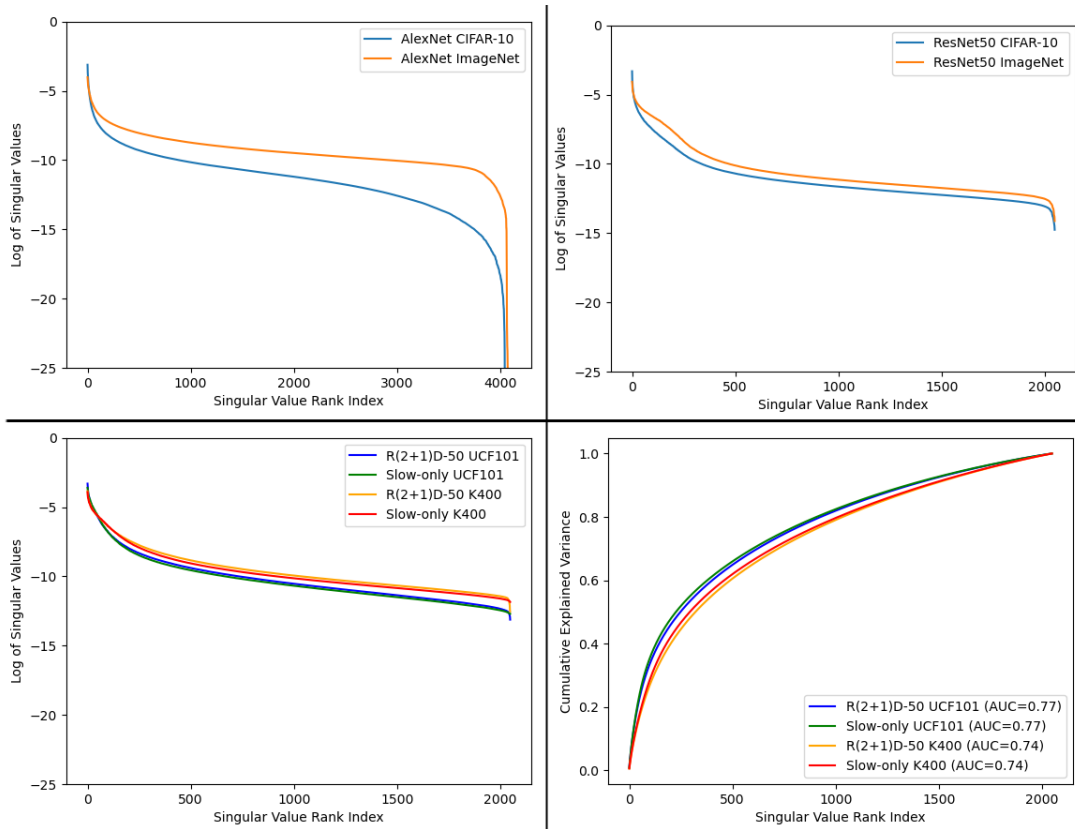 0
−5
−10
−15
−20
−25
Log of Singular Values
AlexNet CIFAR-10
AlexNet ImageNet
0 1000 2000 3000 4000
Singular Value Rank Index
0
−5
−10
−15
−20
−25
Log of Singular Values
ResNet50 CIFAR-10
ResNet50 ImageNet
0 500 1000 1500 2000
Singular Value Rank Index
0
−5
−10
−15
−20
−25
Log of Singular Values
R(2+1)D-50 UCF101
Slow-only UCF101
R(2+1)D-50 K400
Slow-only K400
0 500 1000 1500 2000
Singular Value Rank Index
1.0
0.8
0.6
0.4
0.2
0.0
Cumulative Explained Variance
R(2+1)D-50 UCF101 (AUC=0.77)
Slow-only UCF101 (AUC=0.77)
R(2+1)D-50 K400 (AUC=0.74)
Slow-only K400 (AUC=0.74)
0 500 1000 1500 2000
Singular Value Rank Index